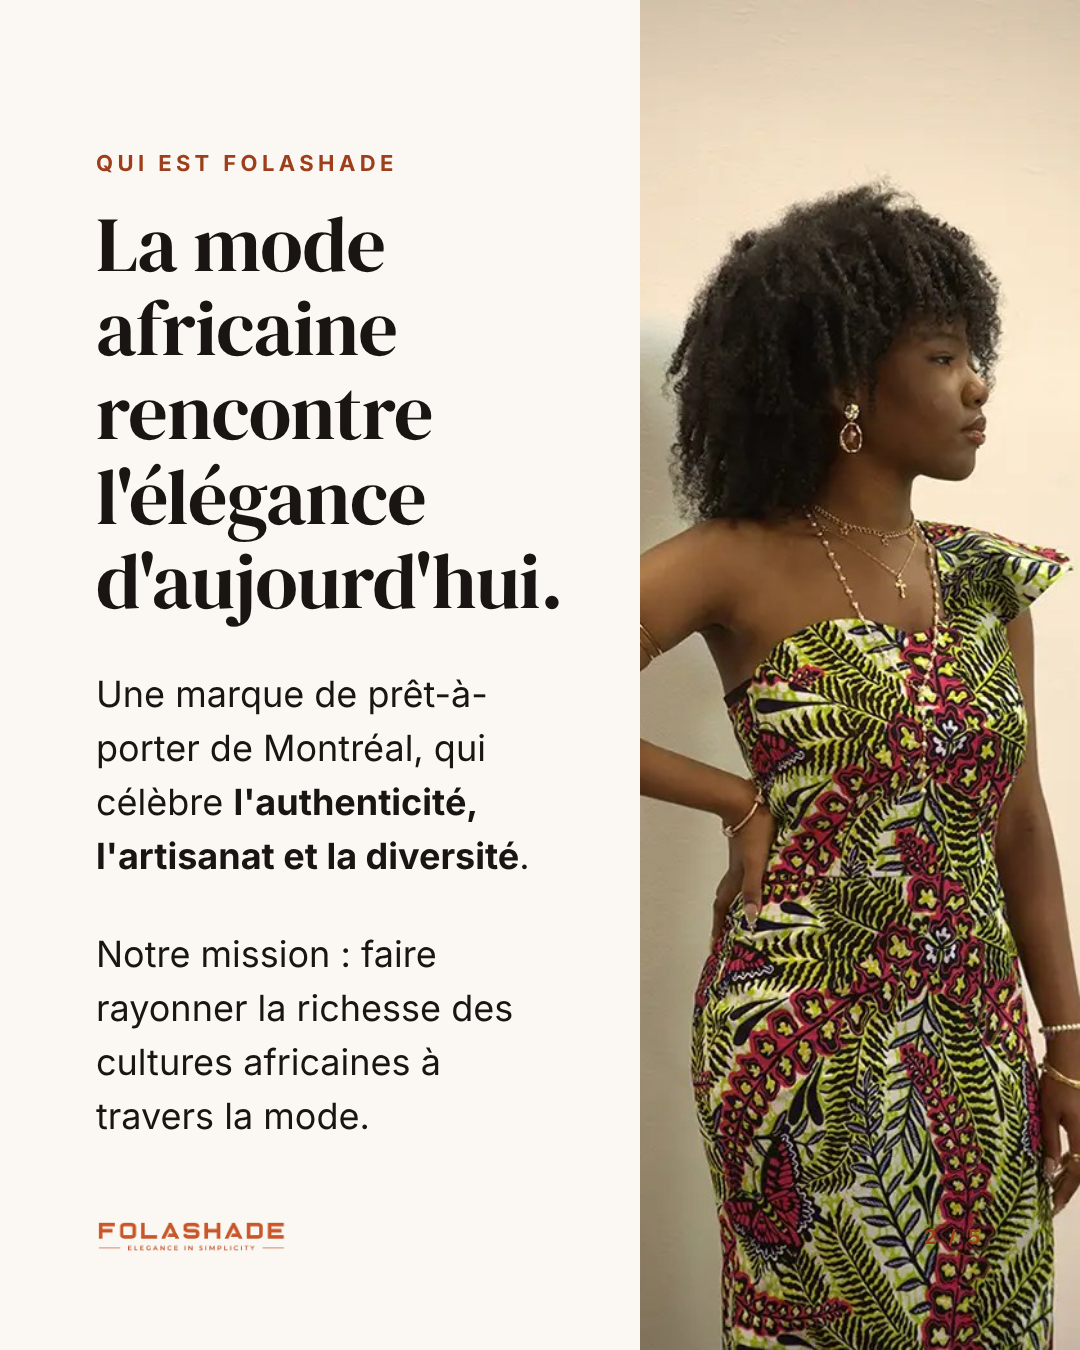 QUI EST FOLASHADE
La mode
africaine
rencontre
l'élégance
d'aujourd'hui.
Une marque de prêt-à-
porter de Montréal, qui
célèbre l'authenticité,
l'artisanat et la diversité.
Notre mission : faire
rayonner la richesse des
cultures africaines à
travers la mode.
FOLASHADE
ELEGANCE IN SIMPLICITY